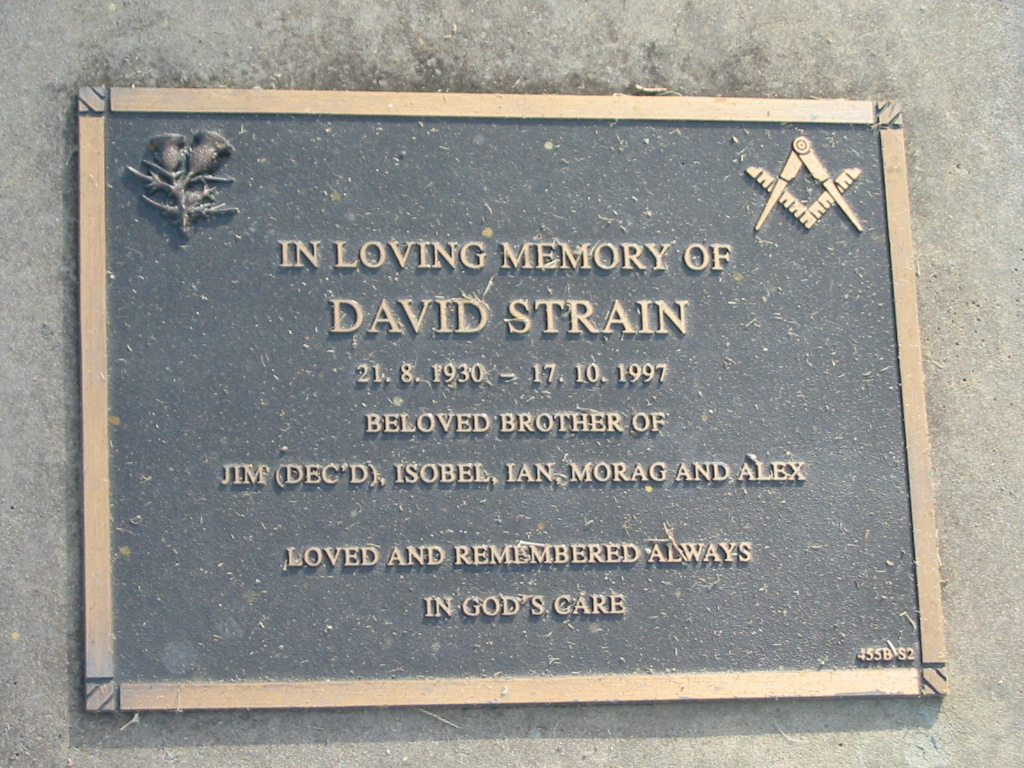 IN LOVING MEMORY OF
DAVID STRAIN
21. 8. 1930 – 17. 10. 1997
BELOVED BROTHER OF
JIM (DEC'D), ISOBEL, IAN, MORAG AND ALEX
LOVED AND REMEMBERED ALWAYS
IN GOD'S CARE
455B S2